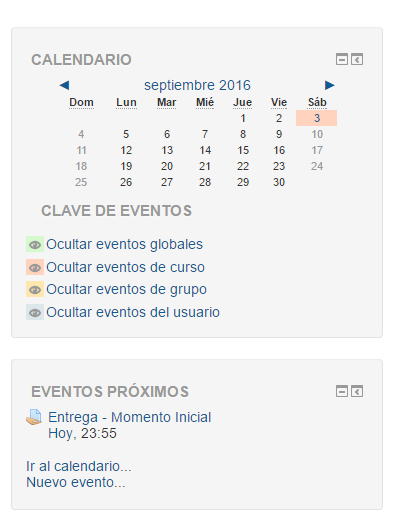 CALENDARIO
◀ septiembre 2016 ▶
Dom Lun Mar Mié Jue Vie Sáb
1 2 3
4 5 6 7 8 9 10
11 12 13 14 15 16 17
18 19 20 21 22 23 24
25 26 27 28 29 30
CLAVE DE EVENTOS
Ocultar eventos globales
Ocultar eventos de curso
Ocultar eventos de grupo
Ocultar eventos del usuario
EVENTOS PRÓXIMOS
Entrega - Momento Inicial
Hoy, 23:55
Ir al calendario...
Nuevo evento...